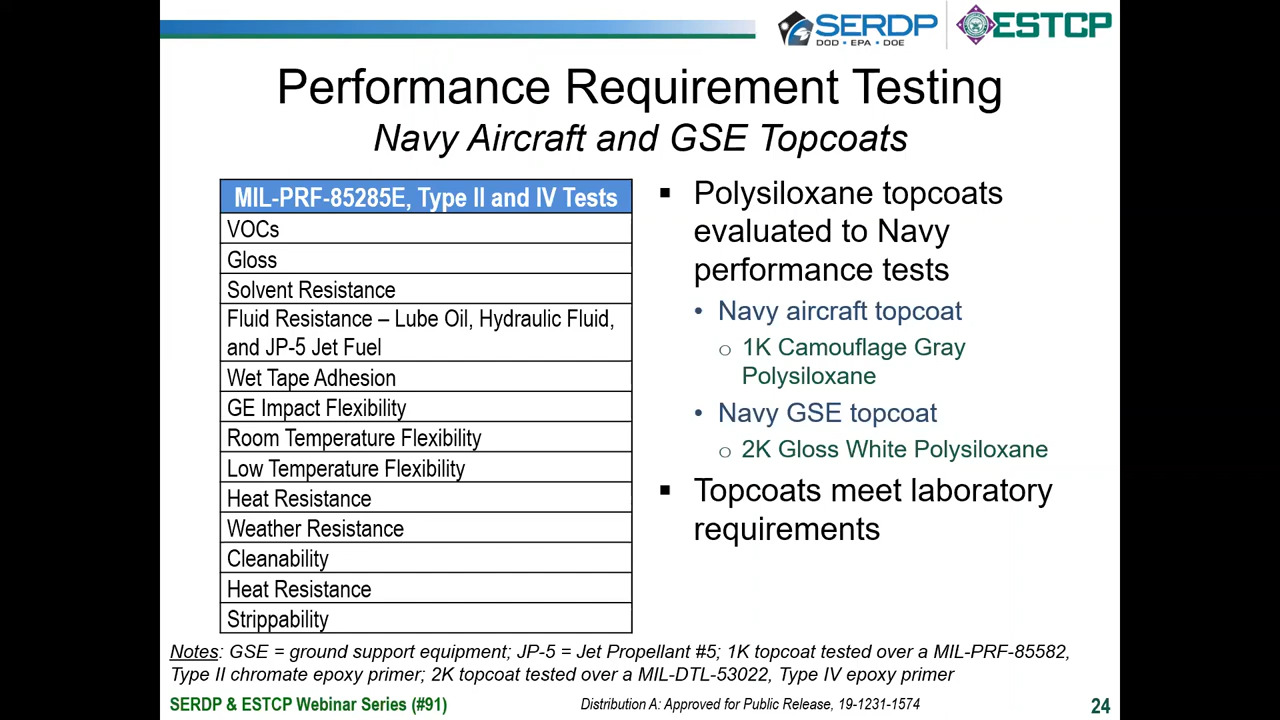 SERDP
DOD • EPA • DOE
ESTCP
Performance Requirement Testing
Navy Aircraft and GSE Topcoats
MIL-PRF-85285E, Type II and IV Tests
VOCs
Gloss
Solvent Resistance
Fluid Resistance – Lube Oil, Hydraulic Fluid,
and JP-5 Jet Fuel
Wet Tape Adhesion
GE Impact Flexibility
Room Temperature Flexibility
Low Temperature Flexibility
Heat Resistance
Weather Resistance
Cleanability
Heat Resistance
Strippability
▪ Polysiloxane topcoats
evaluated to Navy
performance tests
• Navy aircraft topcoat
o 1K Camouflage Gray
Polysiloxane
• Navy GSE topcoat
o 2K Gloss White Polysiloxane
▪ Topcoats meet laboratory
requirements
Notes: GSE = ground support equipment; JP-5 = Jet Propellant #5; 1K topcoat tested over a MIL-PRF-85582,
Type II chromate epoxy primer; 2K topcoat tested over a MIL-DTL-53022, Type IV epoxy primer
SERDP & ESTCP Webinar Series (#91)
Distribution A: Approved for Public Release, 19-1231-1574
24